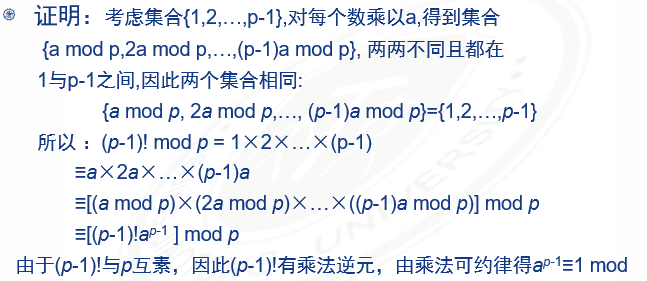 证明：考虑集合{1,2,…,p-1},对每个数乘以a,得到集合
{a mod p,2a mod p,…,(p-1)a mod p}, 两两不同且都在
1与p-1之间,因此两个集合相同:
{a mod p, 2a mod p,…, (p-1)a mod p}={1,2,…,p-1}
所以：(p-1)! mod p = 1×2×…×(p-1)
≡a×2a×…×(p-1)a
≡[(a mod p)×(2a mod p)×…×((p-1)a mod p)] mod p
≡[(p-1)!aᵖ⁻¹ ] mod p
由于(p-1)!与p互素，因此(p-1)!有乘法逆元，由乘法可约律得aᵖ⁻¹≡1 mod